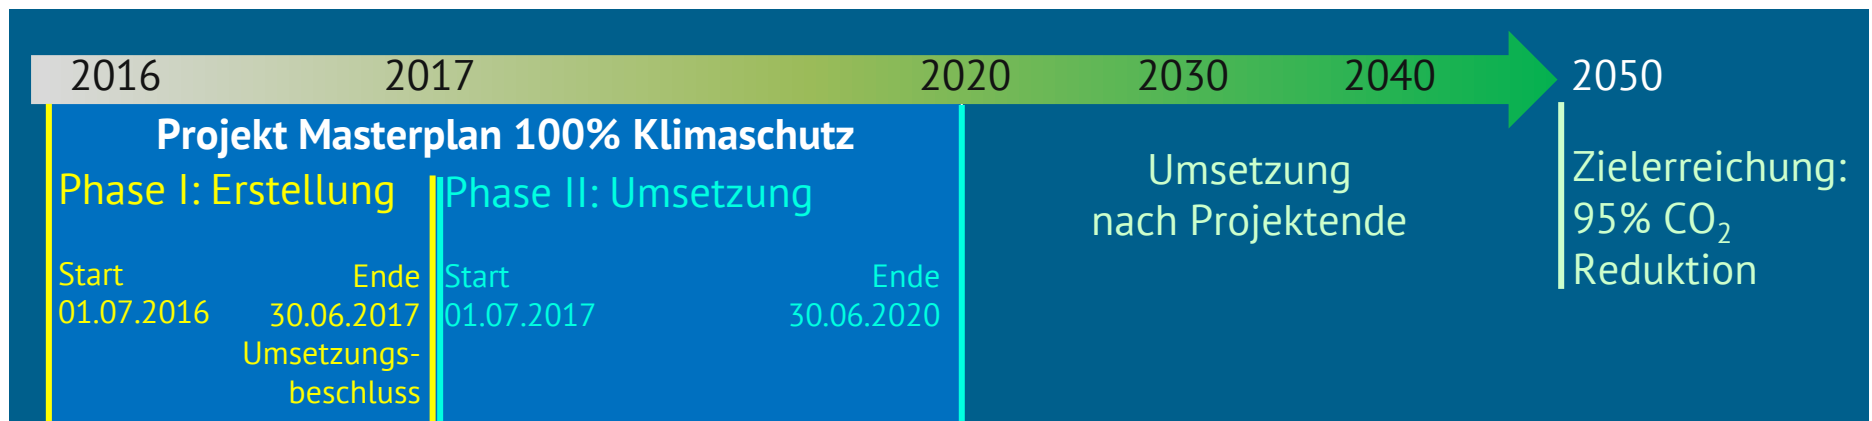 2016 2017 2020 2030 2040 2050
Projekt Masterplan 100% Klimaschutz
Phase I: Erstellung
Start
01.07.2016
Ende
30.06.2017
Umsetzungs-
beschluss
Phase II: Umsetzung
Start
01.07.2017
Ende
30.06.2020
Umsetzung
nach Projektende
Zielerreichung:
95% CO₂
Reduktion